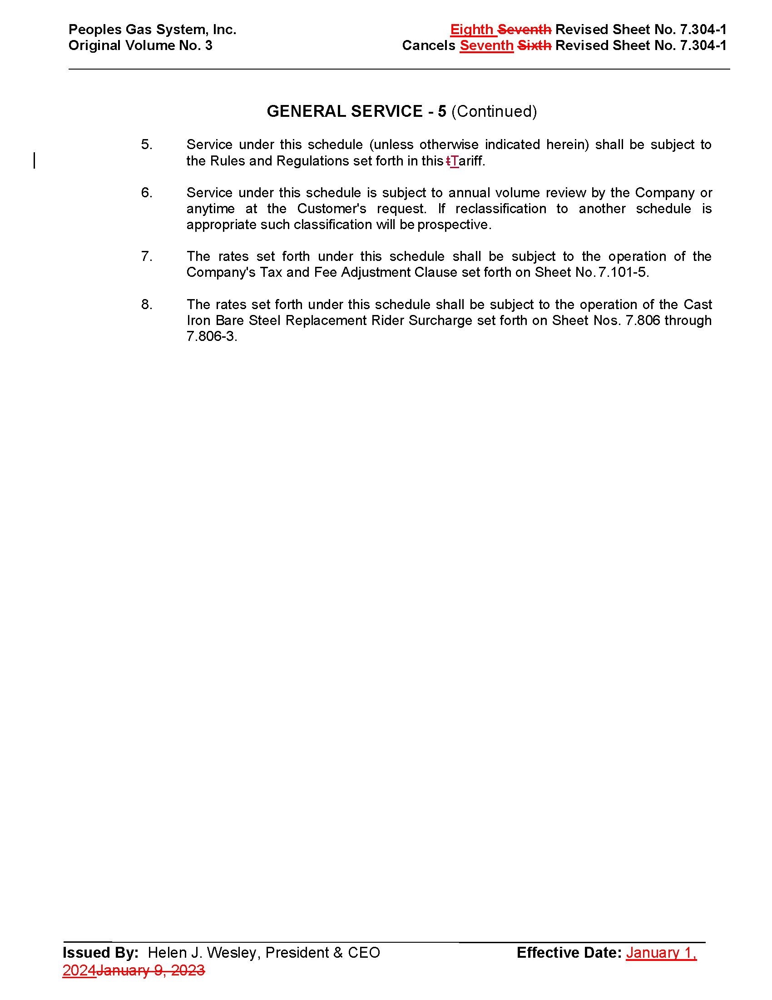 Peoples Gas System, Inc. Eighth Seventh Revised Sheet No. 7.304-1
Original Volume No. 3 Cancels Seventh Sixth Revised Sheet No. 7.304-1
GENERAL SERVICE - 5 (Continued)
5. Service under this schedule (unless otherwise indicated herein) shall be subject to
the Rules and Regulations set forth in this tTariff.
6. Service under this schedule is subject to annual volume review by the Company or
anytime at the Customer's request. If reclassification to another schedule is
appropriate such classification will be prospective.
7. The rates set forth under this schedule shall be subject to the operation of the
Company's Tax and Fee Adjustment Clause set forth on Sheet No. 7.101-5.
8. The rates set forth under this schedule shall be subject to the operation of the Cast
Iron Bare Steel Replacement Rider Surcharge set forth on Sheet Nos. 7.806 through
7.806-3.
Issued By: Helen J. Wesley, President & CEO Effective Date: January 1,
2024January 9, 2023